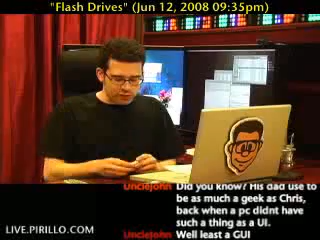 "Flash Drives" (Jun 12, 2008 09:35pm)
UncleJohn Did you know? His dad use to
be as much a geek as Chris,
back when a pc didnt have
such a thing as a UI.
LIVE.PIRILLO.COM
UncleJohn Well least a GUI